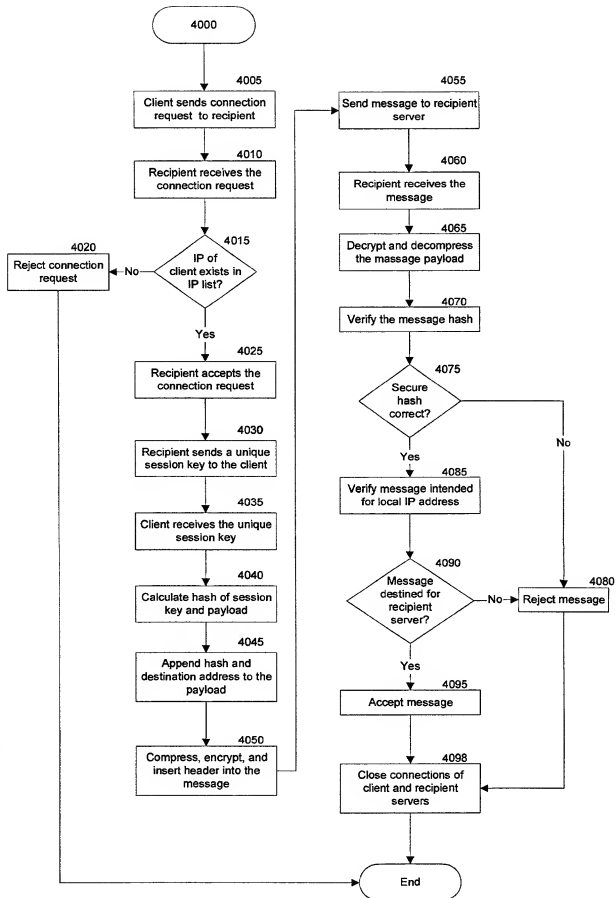 4000
4005
Client sends connection
request to recipient
4010
Recipient receives the
connection request
4015
IP of
client exists in
IP list?
No
4020
Reject connection
request
Yes
4025
Recipient accepts the
connection request
4030
Recipient sends a unique
session key to the client
4035
Client receives the unique
session key
4040
Calculate hash of session
key and payload
4045
Append hash and
destination address to the
payload
4050
Compress, encrypt, and
insert header into the
message
4055
Send message to recipient
server
4060
Recipient receives the
message
4065
Decrypt and decompress
the massage payload
4070
Verify the message hash
4075
Secure
hash
correct?
No
Yes
4085
Verify message intended
for local IP address
4090
Message
destined for
recipient
server?
No
4080
Reject message
Yes
4095
Accept message
4098
Close connections of
client and recipient
servers
End